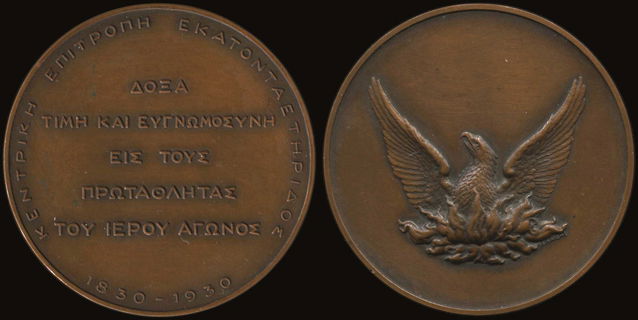 ΚΕΝΤΡΙΚΗ ΕΠΙΤΡΟΠΗ ΕΚΑΤΟΝΤΑΕΤΗΡΙΔΟΣ
ΔΟΞΑ
ΤΙΜΗ ΚΑΙ ΕΥΓΝΩΜΟΣΥΝΗ
ΕΙΣ ΤΟΥΣ
ΠΡΩΤΑΘΛΗΤΑΣ
ΤΟΥ ΙΕΡΟΥ ΑΓΩΝΟΣ
1830-1930